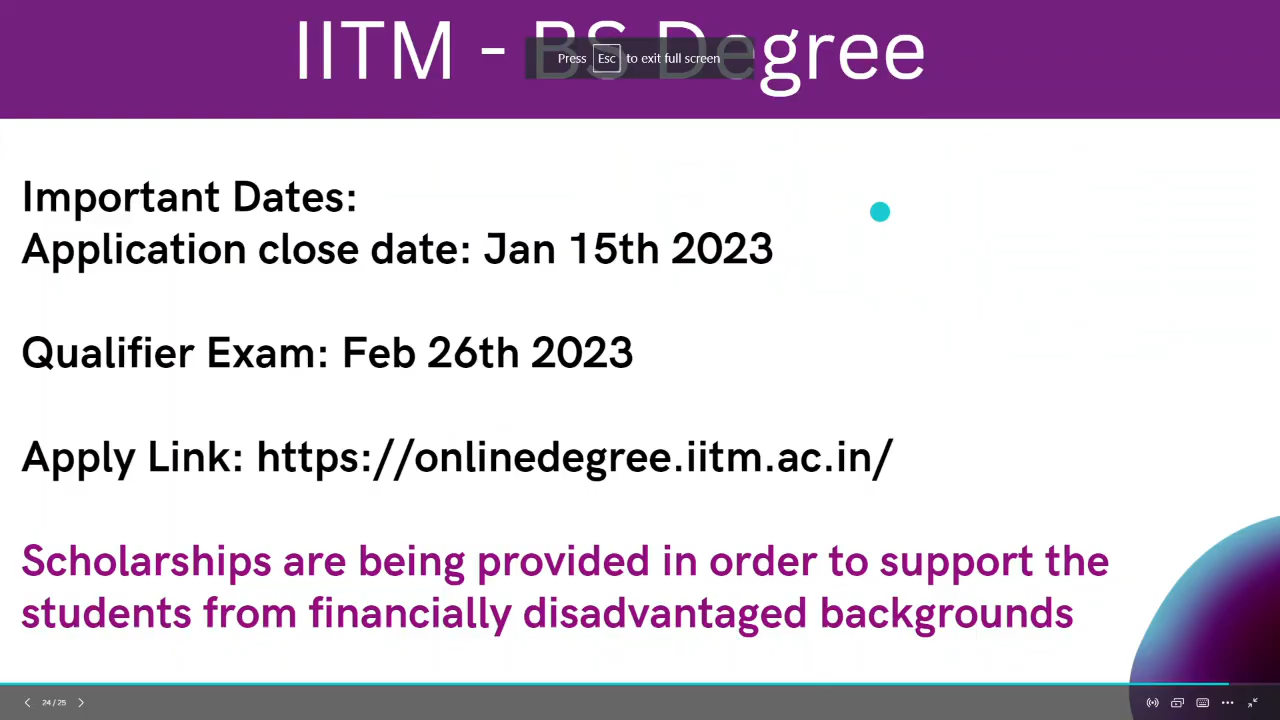 IITM - BS Degree
Press Esc to exit full screen
Important Dates:
Application close date: Jan 15th 2023
Qualifier Exam: Feb 26th 2023
Apply Link: https://onlinedegree.iitm.ac.in/
Scholarships are being provided in order to support the
students from financially disadvantaged backgrounds
24 / 25